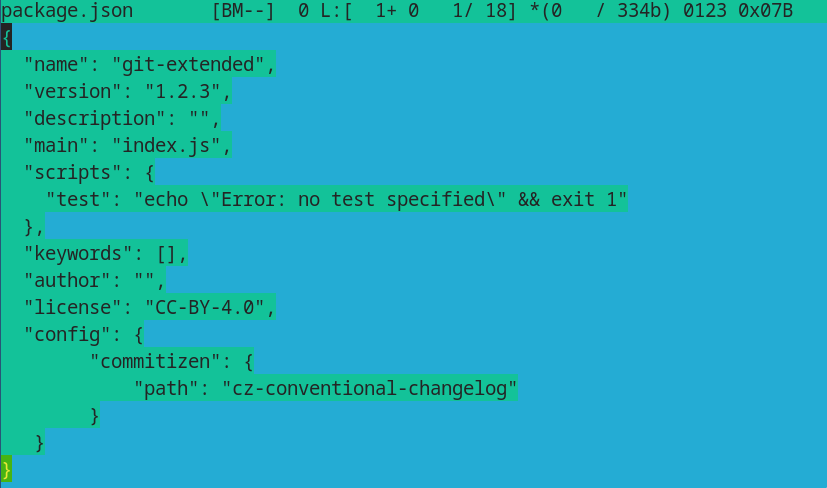 package.json       [BM--]  0 L:[  1+ 0   1/ 18] *(0   / 334b) 0123 0x07B
{
  "name": "git-extended",
  "version": "1.2.3",
  "description": "",
  "main": "index.js",
  "scripts": {
    "test": "echo \"Error: no test specified\" && exit 1"
  },
  "keywords": [],
  "author": "",
  "license": "CC-BY-4.0",
  "config": {
        "commitizen": {
            "path": "cz-conventional-changelog"
        }
   }
}